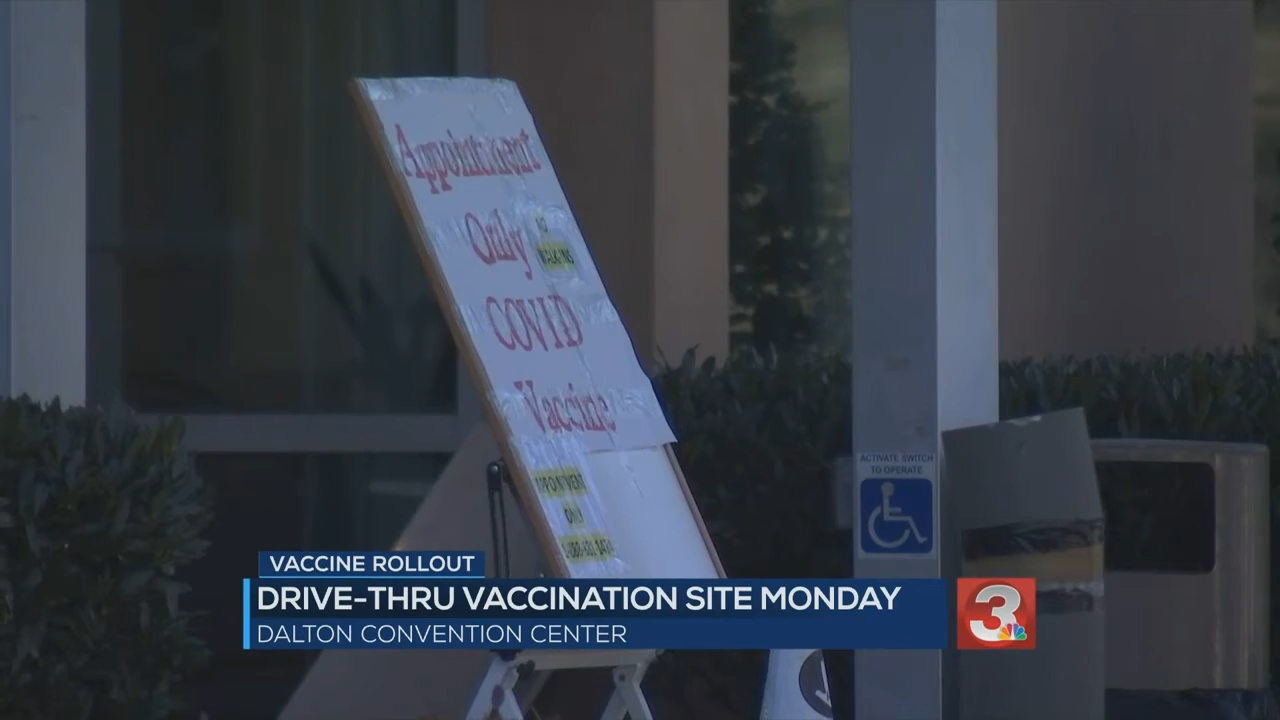 Appointment
Only
NO
WALK-INS
COVID
Vaccine
APPOINTMENT
ONLY
ACTIVATE SWITCH
TO OPERATE
VACCINE ROLLOUT
DRIVE-THRU VACCINATION SITE MONDAY
DALTON CONVENTION CENTER
3